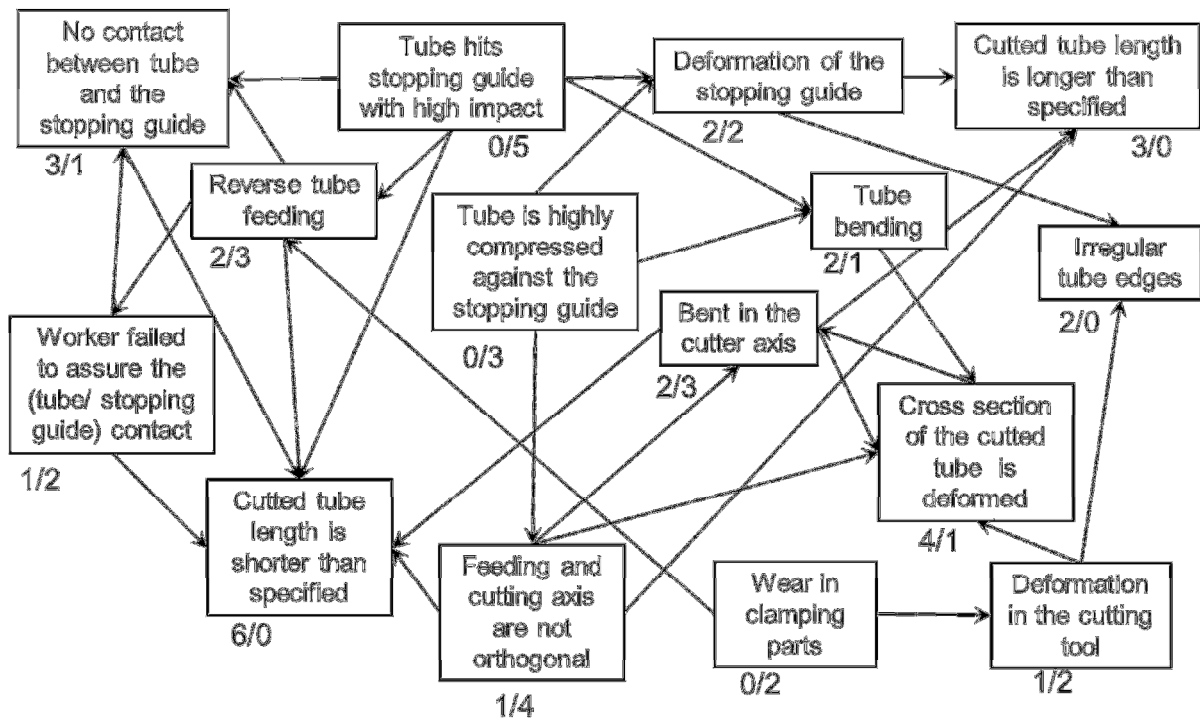 No contact
between tube
and the
stopping guide
3/1
Tube hits
stopping guide
with high impact
0/5
Deformation of the
stopping guide
2/2
Cutted tube length
is longer than
specified
3/0
Reverse tube
feeding
2/3
Tube is highly
compressed
against the
stopping guide
0/3
Tube
bending
2/1
Irregular
tube edges
2/0
Worker failed
to assure the
(tube/ stopping
guide) contact
1/2
Bent in the
cutter axis
2/3
Cross section
of the cutted
tube is
deformed
4/1
Cutted tube
length is
shorter than
specified
6/0
Feeding and
cutting axis
are not
orthogonal
1/4
Wear in
clamping
parts
0/2
Deformation
in the cutting
tool
1/2